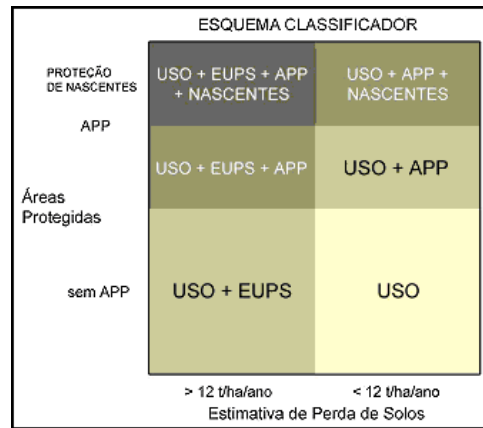 ESQUEMA CLASSIFICADOR
PROTEÇÃO
DE NASCENTES
USO + EUPS + APP
+ NASCENTES
USO + APP +
NASCENTES
APP
USO + EUPS + APP
USO + APP
Áreas
Protegidas
sem APP
USO + EUPS
USO
> 12 t/ha/ano
< 12 t/ha/ano
Estimativa de Perda de Solos